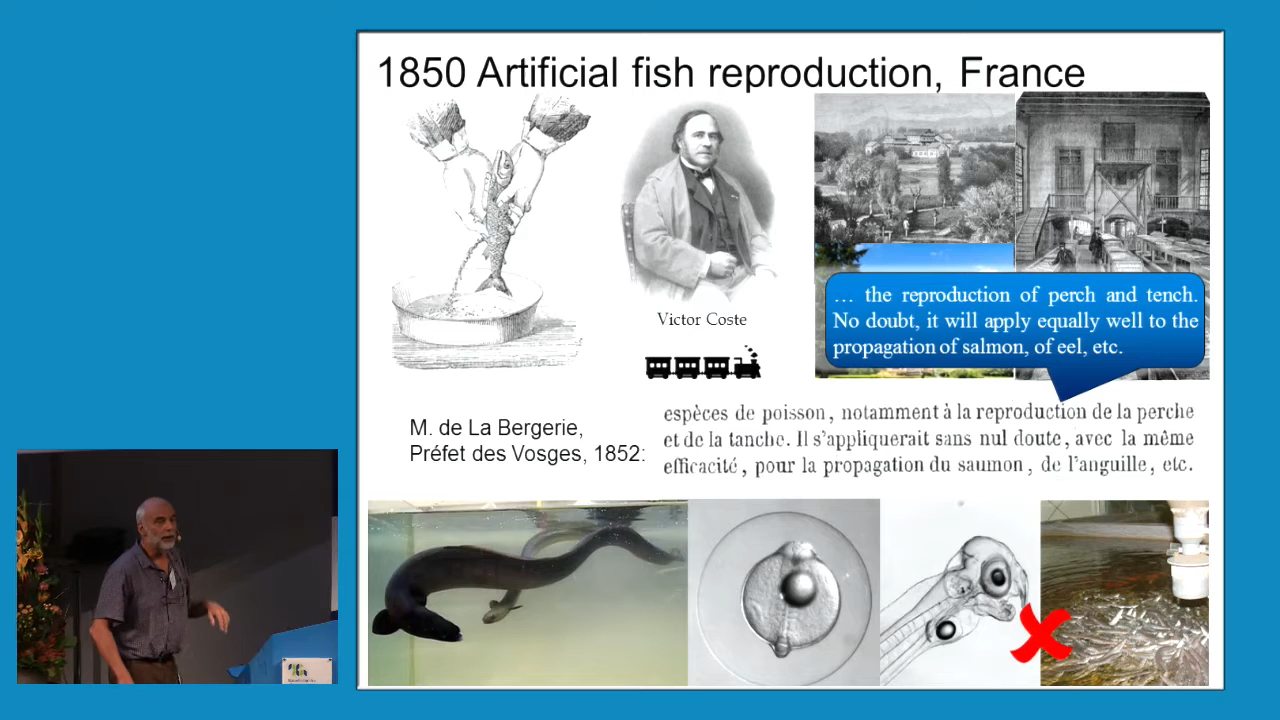 1850 Artificial fish reproduction, France
Victor Coste
… the reproduction of perch and tench.
No doubt, it will apply equally well to the
propagation of salmon, of eel, etc.
M. de La Bergerie,
Préfet des Vosges, 1852:
espèces de poisson, notamment à la reproduction de la perche
et de la tanche. Il s'appliquerait sans nul doute, avec la même
efficacité, pour la propagation du saumon, de l'anguille, etc.